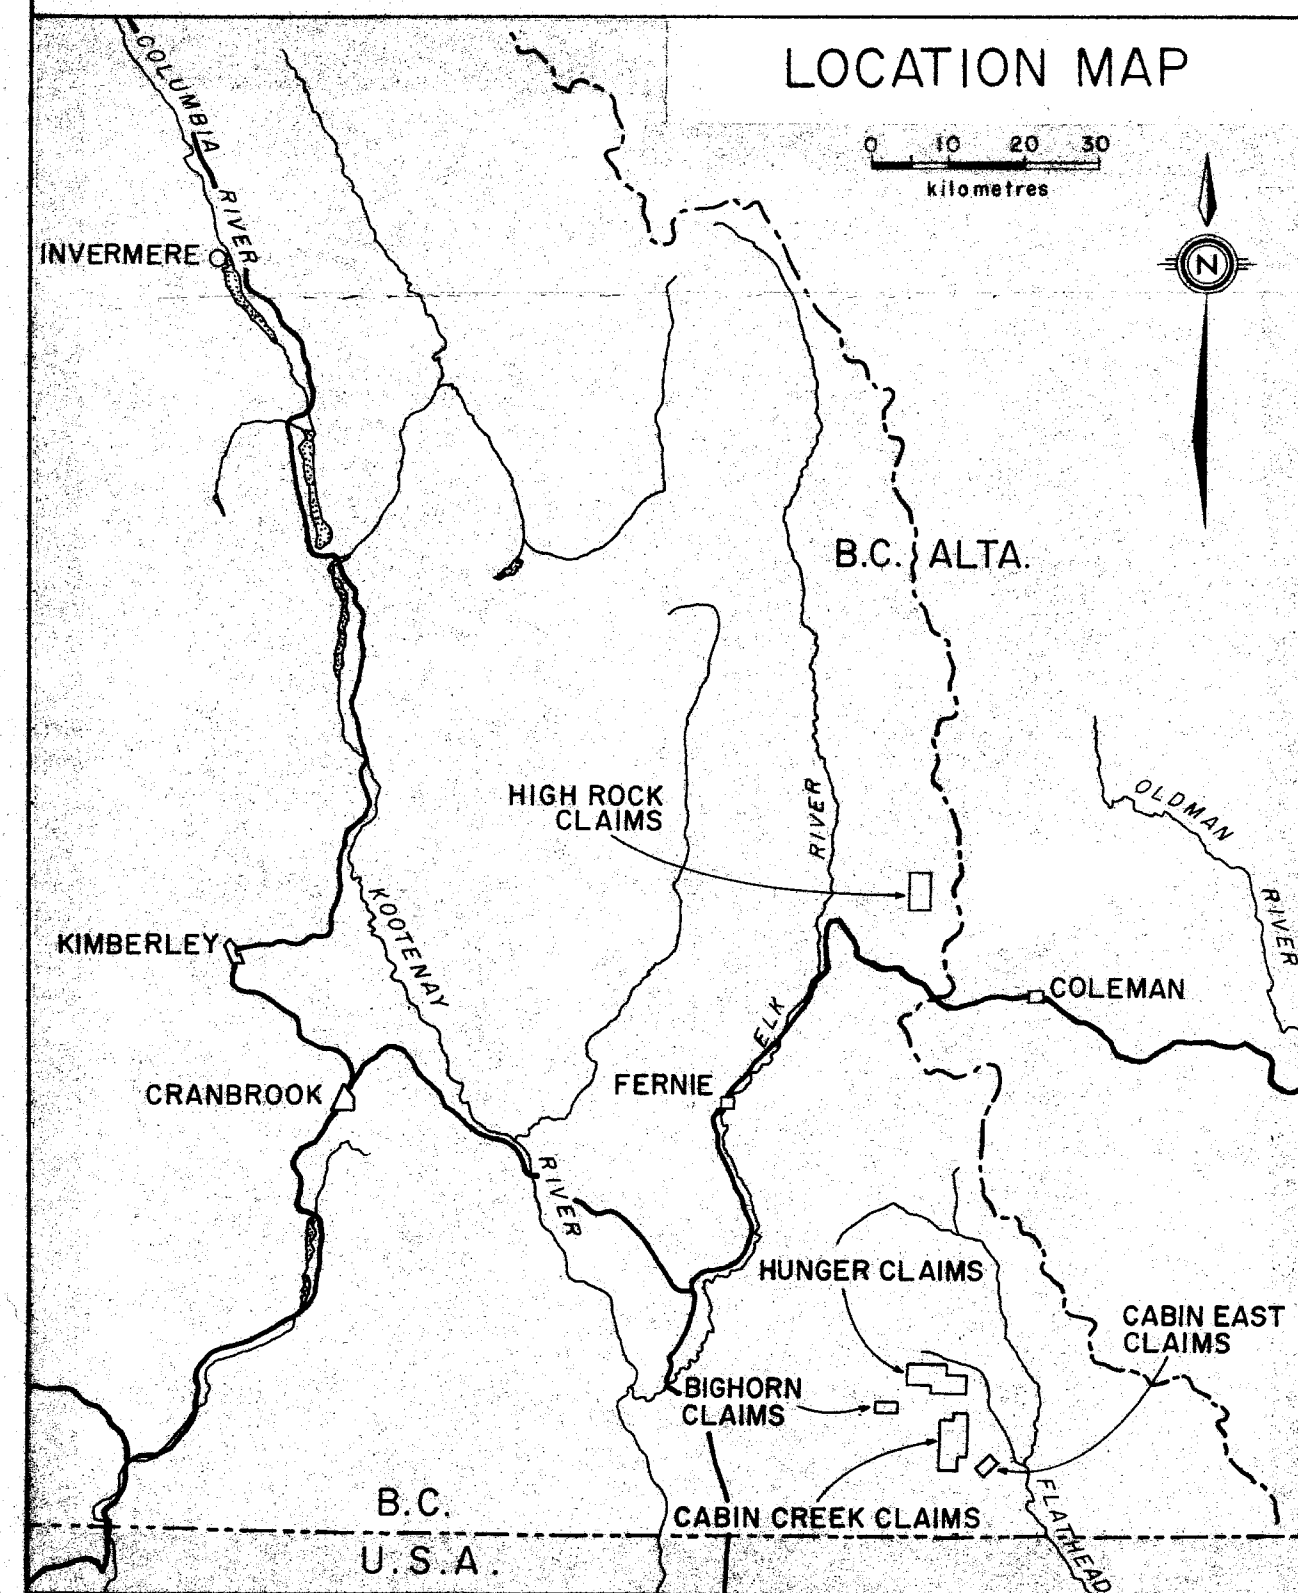 LOCATION MAP
0 10 20 30
kilometres
N
COLUMBIA RIVER
INVERMERE
B.C. ALTA.
HIGH ROCK
CLAIMS
RIVER
OLDMAN
RIVER
KOOTENAY
KIMBERLEY
COLEMAN
ELK
FERNIE
CRANBROOK
RIVER
HUNGER CLAIMS
CABIN EAST
CLAIMS
BIGHORN
CLAIMS
CABIN CREEK CLAIMS
FLATHEAD
B.C.
U.S.A.